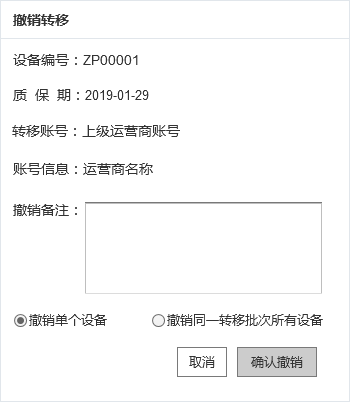 撤销转移
设备编号：ZP00001
质 保 期：2019-01-29
转移账号：上级运营商账号
账号信息：运营商名称
撤销备注：
撤销单个设备 撤销同一转移批次所有设备
取消 确认撤销